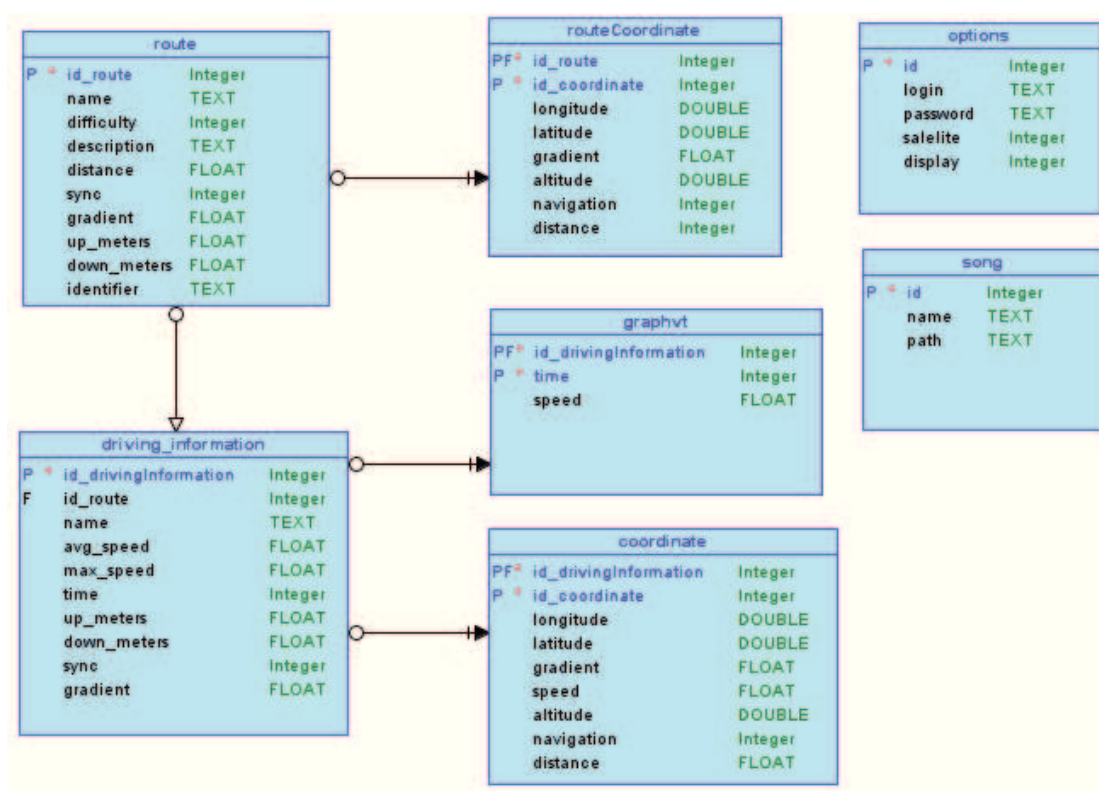 route
P * id_route Integer
name TEXT
difficulty Integer
description TEXT
distance FLOAT
sync Integer
gradient FLOAT
up_meters FLOAT
down_meters FLOAT
identifier TEXT
routeCoordinate
PF* id_route Integer
P * id_coordinate Integer
longitude DOUBLE
latitude DOUBLE
gradient FLOAT
altitude DOUBLE
navigation Integer
distance Integer
options
P * id Integer
login TEXT
password TEXT
salelite Integer
display Integer
song
P * id Integer
name TEXT
path TEXT
graphvt
PF* id_drivingInformation Integer
P * time Integer
speed FLOAT
driving_information
P * id_drivingInformation Integer
F id_route Integer
name TEXT
avg_speed FLOAT
max_speed FLOAT
time Integer
up_meters FLOAT
down_meters FLOAT
sync Integer
gradient FLOAT
coordinate
PF* id_drivingInformation Integer
P * id_coordinate Integer
longitude DOUBLE
latitude DOUBLE
gradient FLOAT
speed FLOAT
altitude DOUBLE
navigation Integer
distance FLOAT